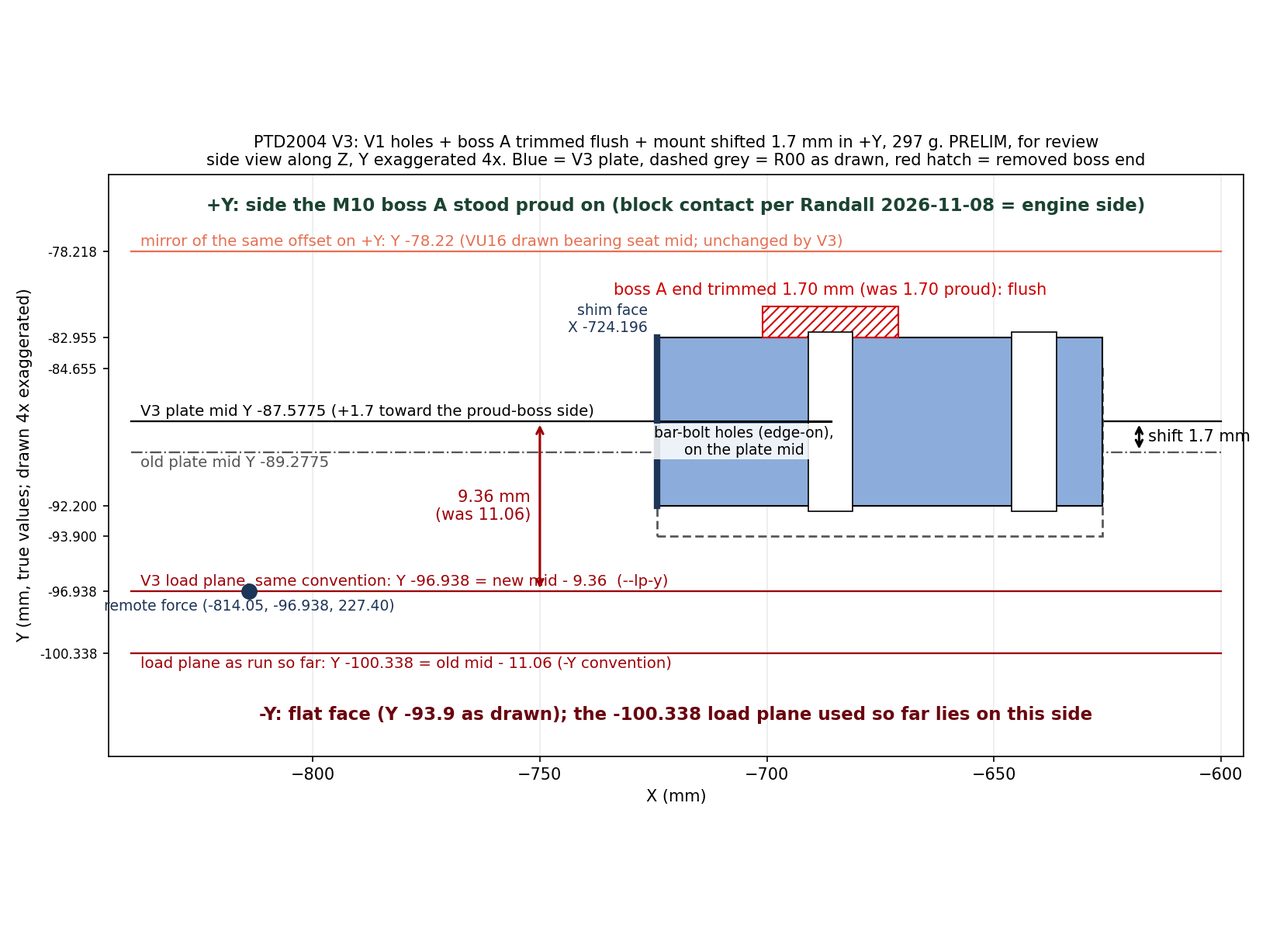 PTD2004 V3: V1 holes + boss A trimmed flush + mount shifted 1.7 mm in +Y, 297 g. PRELIM, for review
side view along Z, Y exaggerated 4x. Blue = V3 plate, dashed grey = R00 as drawn, red hatch = removed boss end
+Y: side the M10 boss A stood proud on (block contact per Randall 2026-11-08 = engine side)
mirror of the same offset on +Y: Y -78.22 (VU16 drawn bearing seat mid; unchanged by V3)
-78.218
boss A end trimmed 1.70 mm (was 1.70 proud): flush
shim face
X -724.196
-82.955
-84.655
V3 plate mid Y -87.5775 (+1.7 toward the proud-boss side)
bar-bolt holes (edge-on),
on the plate mid
shift 1.7 mm
old plate mid Y -89.2775
9.36 mm
(was 11.06)
-92.200
-93.900
V3 load plane, same convention: Y -96.938 = new mid - 9.36  (--lp-y)
-96.938
remote force (-814.05, -96.938, 227.40)
-100.338
load plane as run so far: Y -100.338 = old mid - 11.06 (-Y convention)
-Y: flat face (Y -93.9 as drawn); the -100.338 load plane used so far lies on this side
Y (mm, true values; drawn 4x exaggerated)
−800
−750
−700
−650
−600
X (mm)